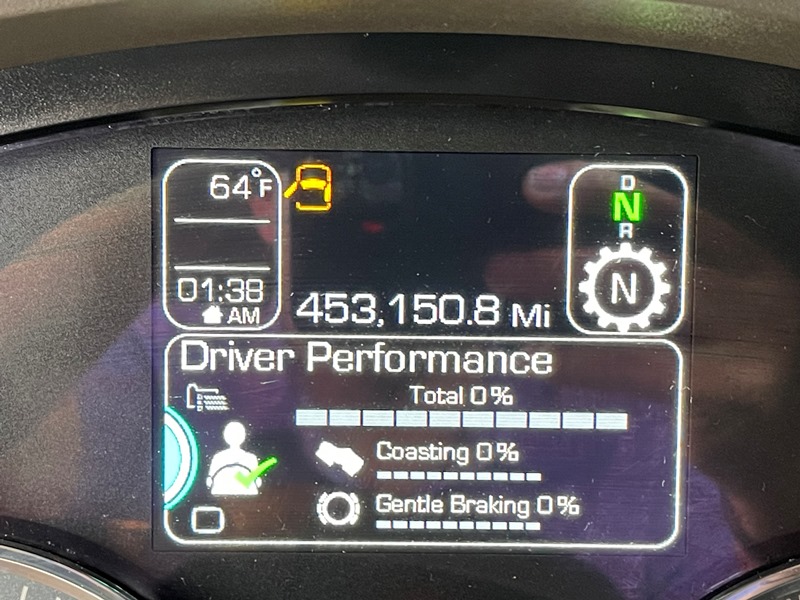 64°F
01:38
AM
453,150.8 Mi
D
N
R
N
Driver Performance
Total 0%
Coasting 0%
Gentle Braking 0%